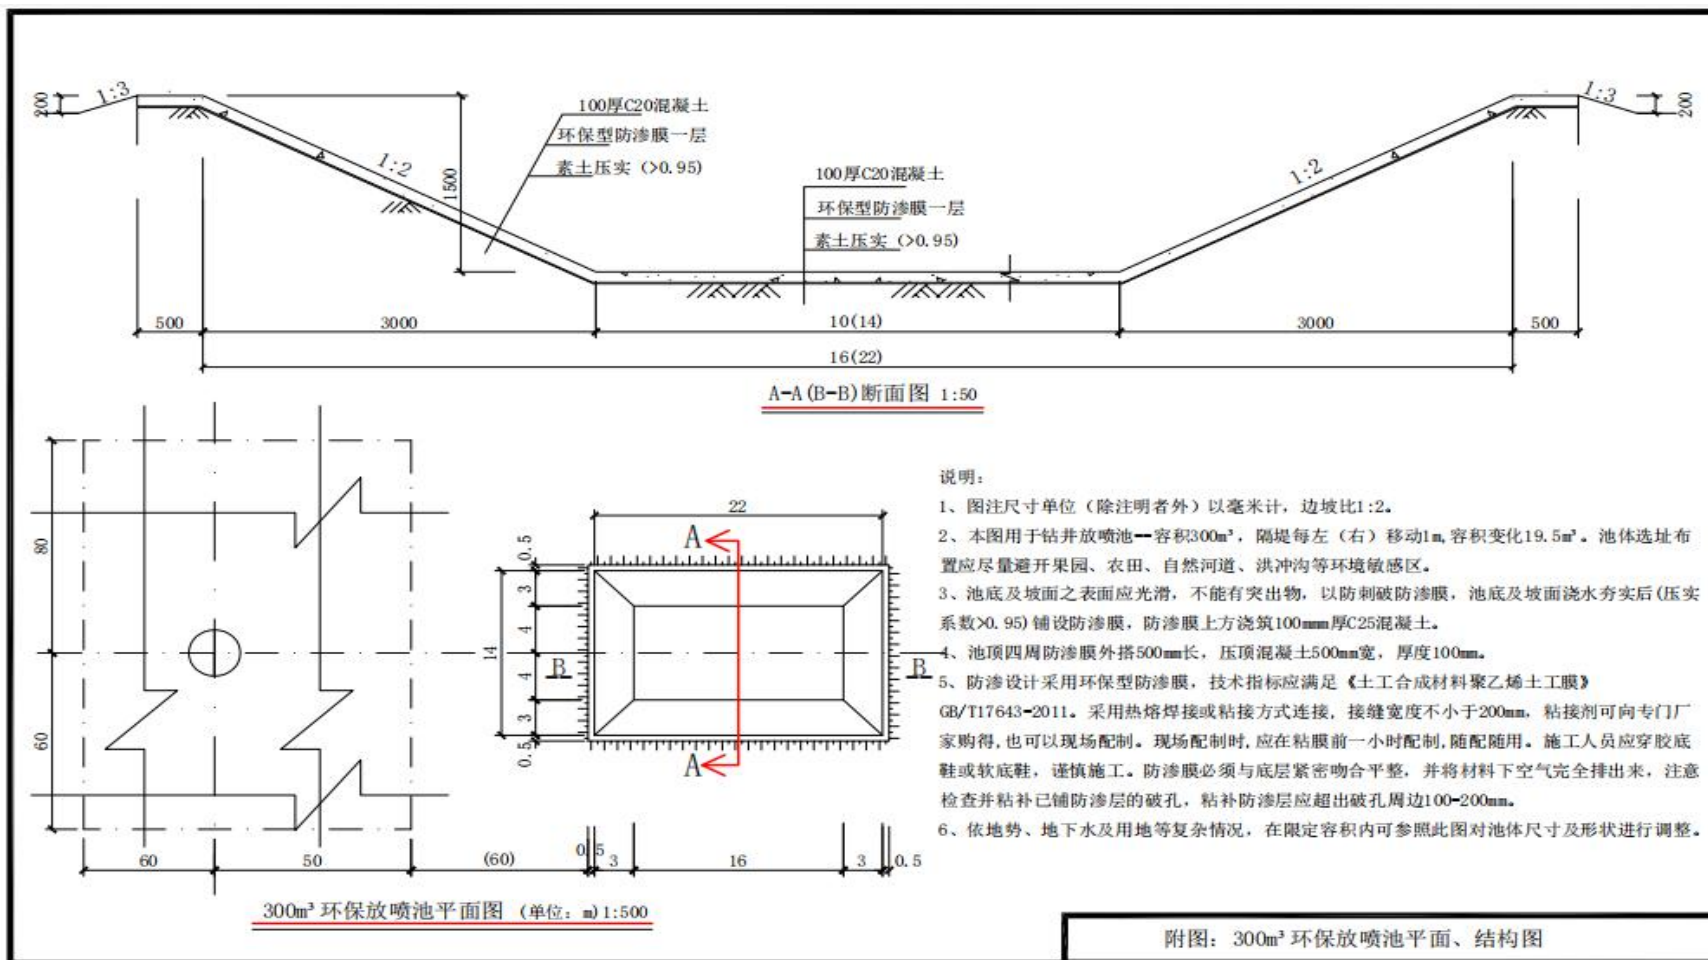 200
1:3
1:2
1500
100厚C20混凝土
环保型防渗膜一层
素土压实（>0.95）
100厚C20混凝土
环保型防渗膜一层
素土压实（>0.95）
1:2
1:3
200
500
3000
10(14)
3000
500
16(22)
A-A(B-B)断面图 1:50
80
60
60
50
(60)
0.5
3
16
3
0.5
22
0.5
3
4
4
3
0.5
14
A
A
B
B
300m³环保放喷池平面图（单位：m)1:500
说明：
1、图注尺寸单位（除注明者外）以毫米计，边坡比1:2。
2、本图用于钻井放喷池--容积300m³，隔堤每左（右）移动1m,容积变化19.5m³。池体选址布
置应尽量避开果园、农田、自然河道、洪冲沟等环境敏感区。
3、池底及坡面之表面应光滑，不能有突出物，以防刺破防渗膜，池底及坡面浇水夯实后(压实
系数>0.95)铺设防渗膜，防渗膜上方浇筑100mmm厚C25混凝土。
4、池顶四周防渗膜外搭500mm长，压顶混凝土500mm宽，厚度100mm。
5、防渗设计采用环保型防渗膜，技术指标应满足《土工合成材料聚乙烯土工膜》
GB/T17643-2011。采用热熔焊接或粘接方式连接，接缝宽度不小于200mm，粘接剂可向专门厂
家购得,也可以现场配制。现场配制时,应在粘膜前一小时配制,随配随用。施工人员应穿胶底
鞋或软底鞋，谨慎施工。防渗膜必须与底层紧密吻合平整，并将材料下空气完全排出来，注意
检查并粘补已铺防渗层的破孔，粘补防渗层应超出破孔周边100-200mm。
6、依地势、地下水及用地等复杂情况，在限定容积内可参照此图对池体尺寸及形状进行调整。
附图：300m³环保放喷池平面、结构图